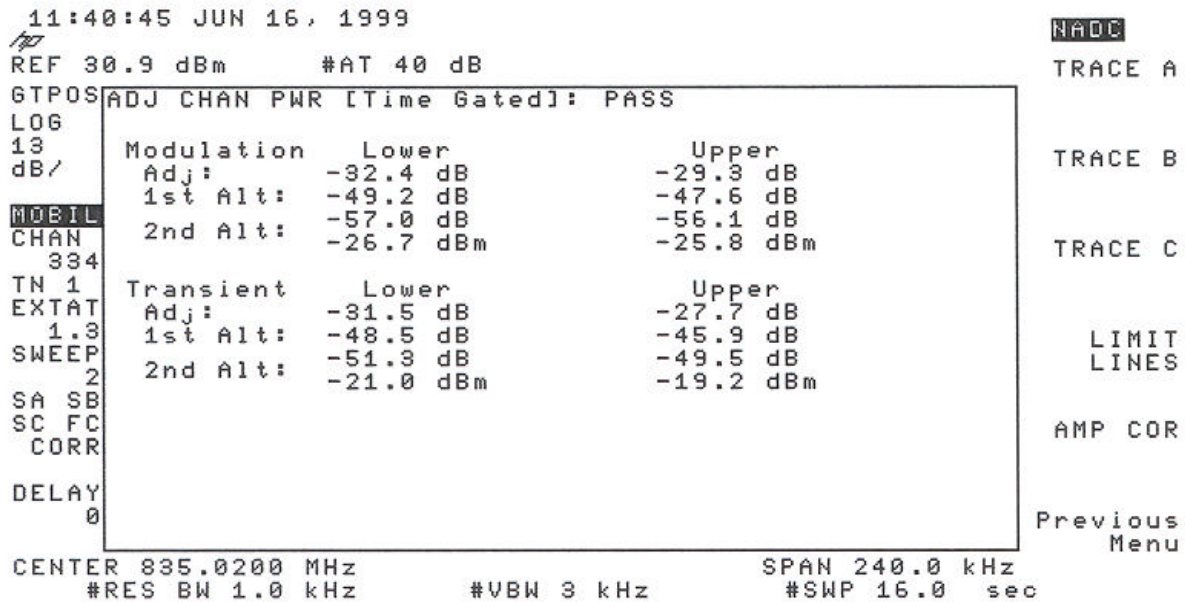 11:40:45 JUN 16, 1999
hp
REF 30.9 dBm #AT 40 dB
GTPOS
LOG
13
dB/
MOBIL
CHAN
334
TN 1
EXTAT
1.3
SWEEP
2
SA SB
SC FC
CORR
DELAY
0
ADJ CHAN PWR [Time Gated]: PASS
Modulation Lower Upper
Adj: -32.4 dB -29.3 dB
1st Alt: -49.2 dB -47.6 dB
2nd Alt: -57.0 dB -56.1 dB
-26.7 dBm -25.8 dBm
Transient Lower Upper
Adj: -31.5 dB -27.7 dB
1st Alt: -48.5 dB -45.9 dB
2nd Alt: -51.3 dB -49.5 dB
-21.0 dBm -19.2 dBm
CENTER 835.0200 MHz SPAN 240.0 kHz
#RES BW 1.0 kHz #VBW 3 kHz #SWP 16.0 sec
NADC
TRACE A
TRACE B
TRACE C
LIMIT
LINES
AMP COR
Previous
Menu